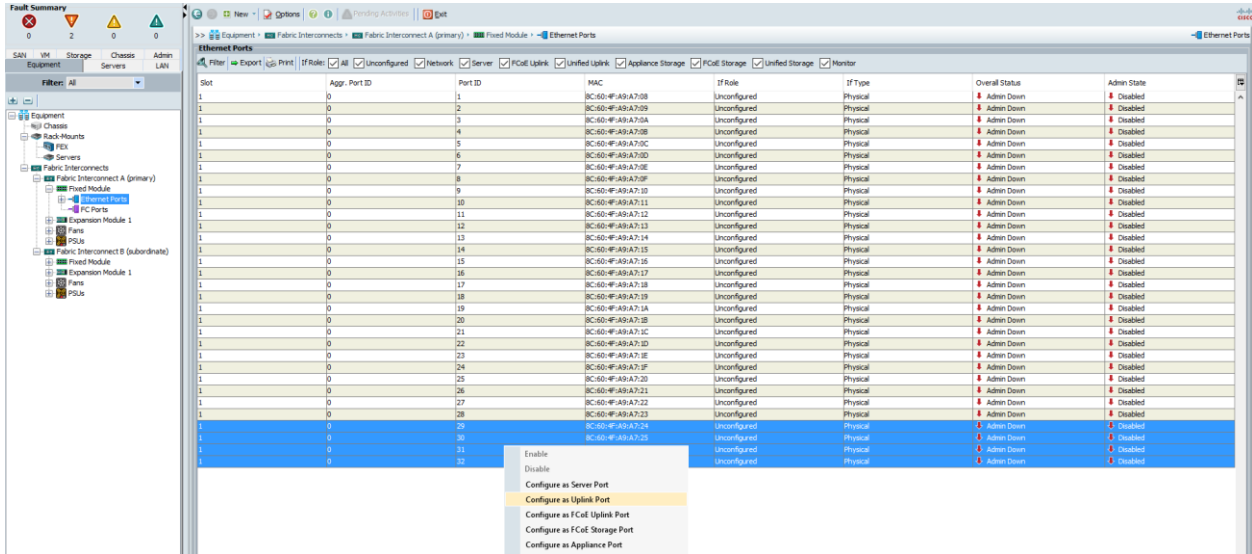 Fault Summary
0 2 0 0
New Options Pending Activities Exit
>> Equipment Fabric Interconnects Fabric Interconnect A (primary) Fixed Module Ethernet Ports
Ethernet Ports
SAN VM Storage Chassis Admin
Equipment Servers LAN
Filter: All
Equipment
Chassis
Rack-Mounts
FEX
Servers
Fabric Interconnects
Fabric Interconnect A (primary)
Fixed Module
Ethernet Ports
FC Ports
Expansion Module 1
Fans
PSUs
Fabric Interconnect B (subordinate)
Fixed Module
Expansion Module 1
Fans
PSUs
Ethernet Ports
Filter Export Print If Role: All Unconfigured Network Server FCoE Uplink Unified Uplink Appliance Storage FCoE Storage Unified Storage Monitor
Slot Aggr. Port ID Port ID MAC If Role If Type Overall Status Admin State
1 0 1 8C:60:4F:A9:A7:08 Unconfigured Physical Admin Down Disabled
1 0 2 8C:60:4F:A9:A7:09 Unconfigured Physical Admin Down Disabled
1 0 3 8C:60:4F:A9:A7:0A Unconfigured Physical Admin Down Disabled
1 0 4 8C:60:4F:A9:A7:0B Unconfigured Physical Admin Down Disabled
1 0 5 8C:60:4F:A9:A7:0C Unconfigured Physical Admin Down Disabled
1 0 6 8C:60:4F:A9:A7:0D Unconfigured Physical Admin Down Disabled
1 0 7 8C:60:4F:A9:A7:0E Unconfigured Physical Admin Down Disabled
1 0 8 8C:60:4F:A9:A7:0F Unconfigured Physical Admin Down Disabled
1 0 9 8C:60:4F:A9:A7:10 Unconfigured Physical Admin Down Disabled
1 0 10 8C:60:4F:A9:A7:11 Unconfigured Physical Admin Down Disabled
1 0 11 8C:60:4F:A9:A7:12 Unconfigured Physical Admin Down Disabled
1 0 12 8C:60:4F:A9:A7:13 Unconfigured Physical Admin Down Disabled
1 0 13 8C:60:4F:A9:A7:14 Unconfigured Physical Admin Down Disabled
1 0 14 8C:60:4F:A9:A7:15 Unconfigured Physical Admin Down Disabled
1 0 15 8C:60:4F:A9:A7:16 Unconfigured Physical Admin Down Disabled
1 0 16 8C:60:4F:A9:A7:17 Unconfigured Physical Admin Down Disabled
1 0 17 8C:60:4F:A9:A7:18 Unconfigured Physical Admin Down Disabled
1 0 18 8C:60:4F:A9:A7:19 Unconfigured Physical Admin Down Disabled
1 0 19 8C:60:4F:A9:A7:1A Unconfigured Physical Admin Down Disabled
1 0 20 8C:60:4F:A9:A7:1B Unconfigured Physical Admin Down Disabled
1 0 21 8C:60:4F:A9:A7:1C Unconfigured Physical Admin Down Disabled
1 0 22 8C:60:4F:A9:A7:1D Unconfigured Physical Admin Down Disabled
1 0 23 8C:60:4F:A9:A7:1E Unconfigured Physical Admin Down Disabled
1 0 24 8C:60:4F:A9:A7:1F Unconfigured Physical Admin Down Disabled
1 0 25 8C:60:4F:A9:A7:20 Unconfigured Physical Admin Down Disabled
1 0 26 8C:60:4F:A9:A7:21 Unconfigured Physical Admin Down Disabled
1 0 27 8C:60:4F:A9:A7:22 Unconfigured Physical Admin Down Disabled
1 0 28 8C:60:4F:A9:A7:23 Unconfigured Physical Admin Down Disabled
1 0 29 8C:60:4F:A9:A7:24 Unconfigured Physical Admin Down Disabled
1 0 30 8C:60:4F:A9:A7:25 Unconfigured Physical Admin Down Disabled
1 0 31 Unconfigured Physical Admin Down Disabled
1 0 32 Unconfigured Physical Admin Down Disabled
Enable
Disable
Configure as Server Port
Configure as Uplink Port
Configure as FCoE Uplink Port
Configure as FCoE Storage Port
Configure as Appliance Port